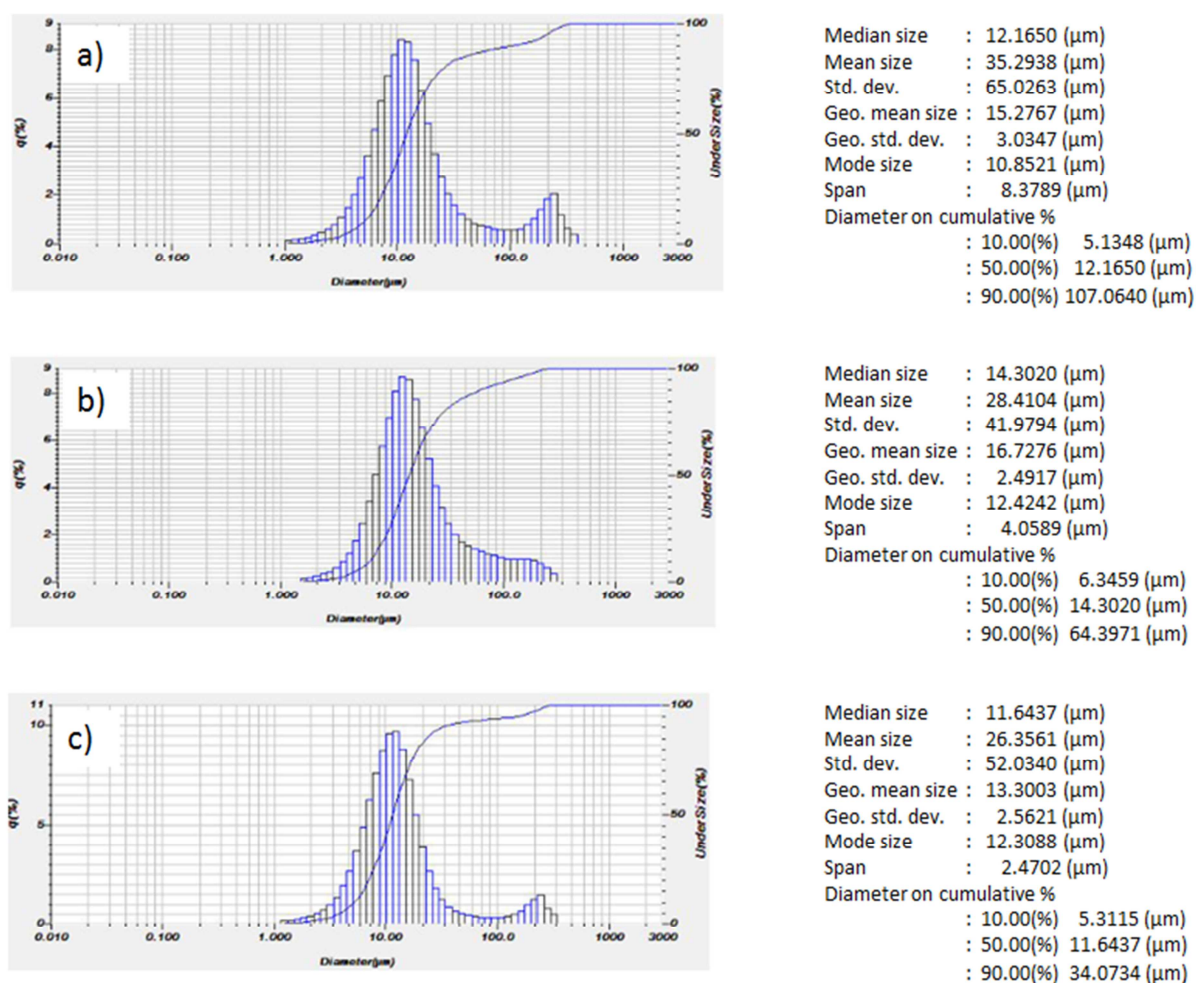 a)
9
8
6
4
2
0
q(%)
100
50
0
UnderSize(%)
0.010 0.100 1.000 10.00 100.0 1000 3000
Diameter(µm)
Median size : 12.1650 (µm)
Mean size : 35.2938 (µm)
Std. dev. : 65.0263 (µm)
Geo. mean size : 15.2767 (µm)
Geo. std. dev. : 3.0347 (µm)
Mode size : 10.8521 (µm)
Span : 8.3789 (µm)
Diameter on cumulative %
: 10.00(%) 5.1348 (µm)
: 50.00(%) 12.1650 (µm)
: 90.00(%) 107.0640 (µm)
b)
9
8
6
4
2
0
q(%)
100
50
0
UnderSize(%)
0.010 0.100 1.000 10.00 100.0 1000 3000
Diameter(µm)
Median size : 14.3020 (µm)
Mean size : 28.4104 (µm)
Std. dev. : 41.9794 (µm)
Geo. mean size : 16.7276 (µm)
Geo. std. dev. : 2.4917 (µm)
Mode size : 12.4242 (µm)
Span : 4.0589 (µm)
Diameter on cumulative %
: 10.00(%) 6.3459 (µm)
: 50.00(%) 14.3020 (µm)
: 90.00(%) 64.3971 (µm)
c)
11
10
5
0
q(%)
100
50
0
UnderSize(%)
0.010 0.100 1.000 10.00 100.0 1000 3000
Diameter(µm)
Median size : 11.6437 (µm)
Mean size : 26.3561 (µm)
Std. dev. : 52.0340 (µm)
Geo. mean size : 13.3003 (µm)
Geo. std. dev. : 2.5621 (µm)
Mode size : 12.3088 (µm)
Span : 2.4702 (µm)
Diameter on cumulative %
: 10.00(%) 5.3115 (µm)
: 50.00(%) 11.6437 (µm)
: 90.00(%) 34.0734 (µm)